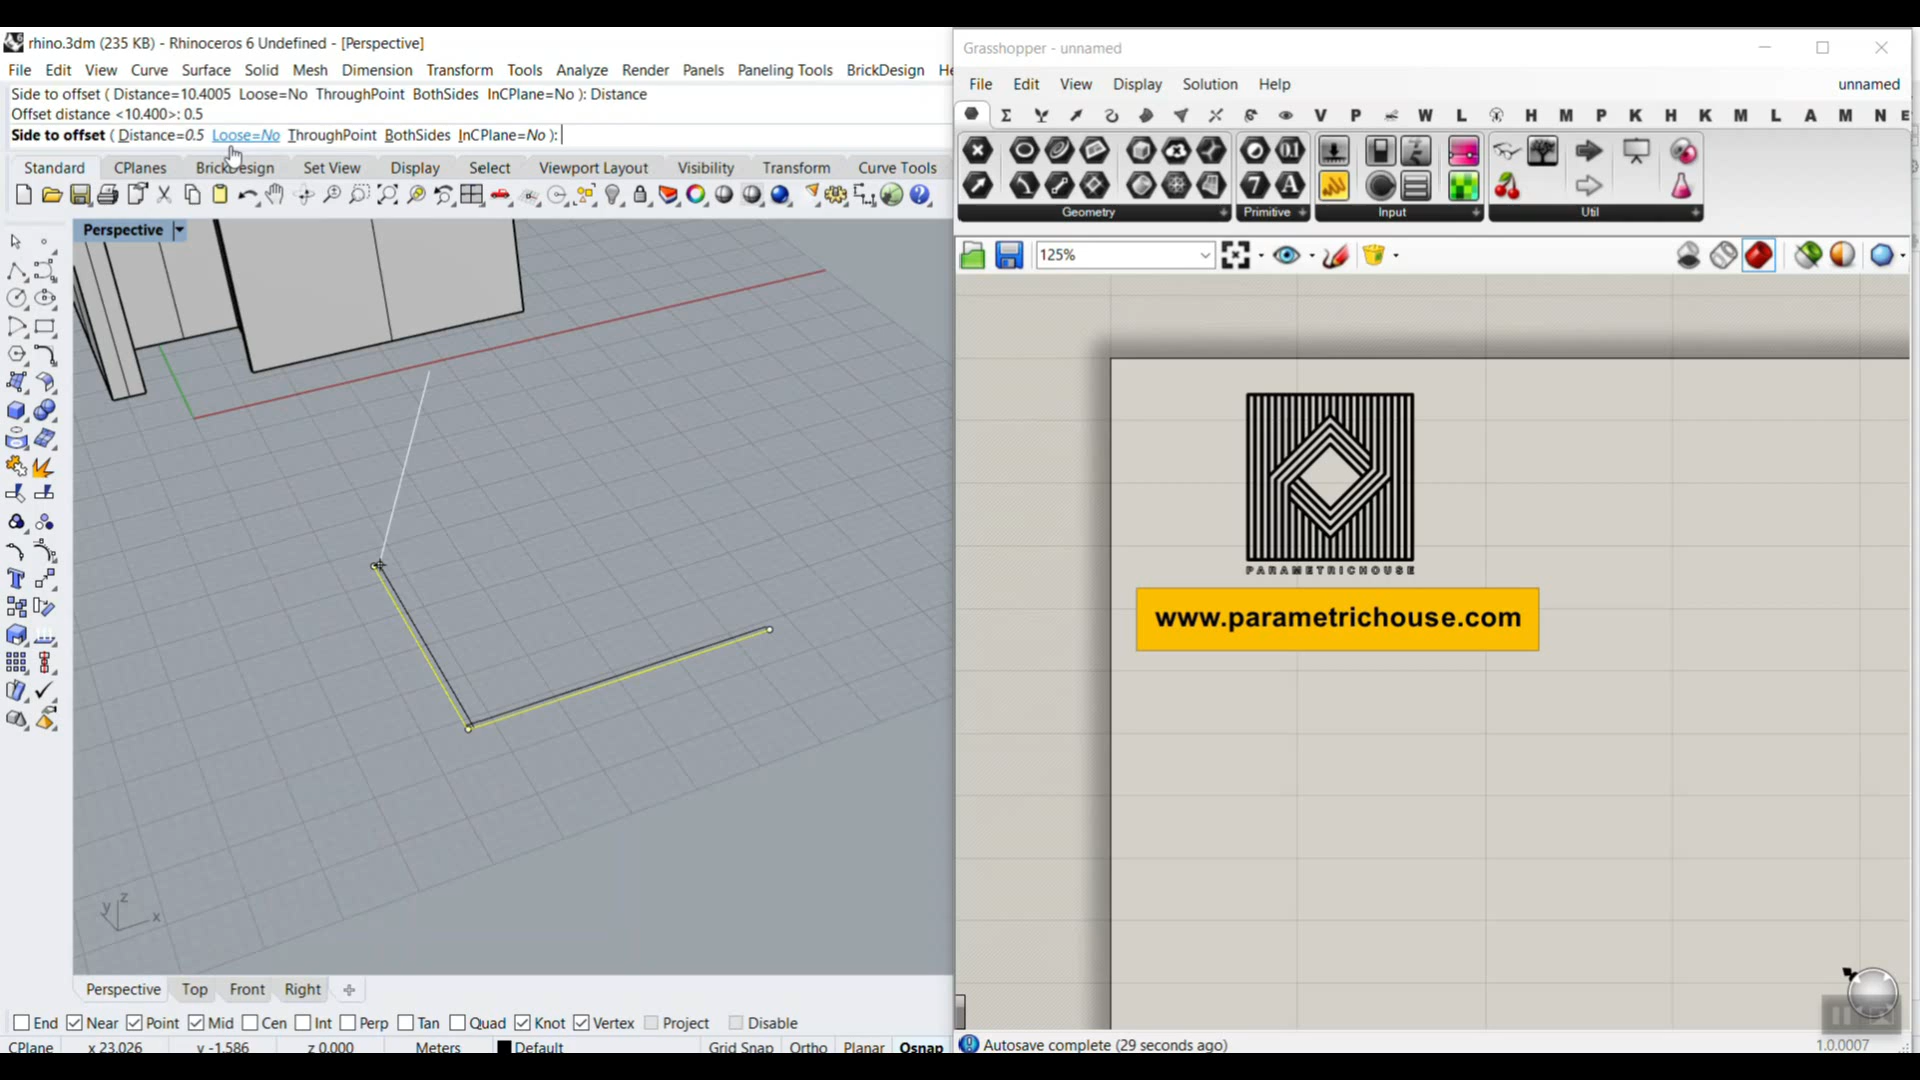 rhino.3dm (235 KB) - Rhinoceros 6 Undefined - [Perspective]
File Edit View Curve Surface Solid Mesh Dimension Transform Tools Analyze Render Panels Paneling Tools BrickDesign He
Side to offset ( Distance=10.4005 Loose=No ThroughPoint BothSides InCPlane=No ): Distance
Offset distance <10.400>: 0.5
Side to offset ( Distance=0.5 Loose=No ThroughPoint BothSides InCPlane=No ):
Standard CPlanes BrickDesign Set View Display Select Viewport Layout Visibility Transform Curve Tools
Perspective
z
y
x
Perspective Top Front Right
End Near Point Mid Cen Int Perp Tan Quad Knot Vertex Project Disable
CPlane x 23.026 y -1.586 z 0.000 Meters Default Grid Snap Ortho Planar Osnap
Grasshopper - unnamed
File Edit View Display Solution Help unnamed
V P W L H M P K H K M L A M N E
Geometry Primitive Input Util
125%
PARAMETRICHOUSE
www.parametrichouse.com
Autosave complete (29 seconds ago)
1.0.0007